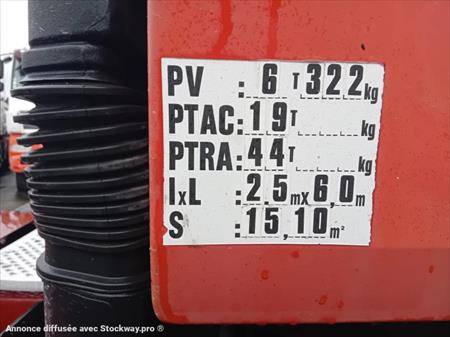 PV : 6 T 322 kg
PTAC: 19 T kg
PTRA: 44 T kg
IxL : 2,5 m x 6,0 m
S : 15,10 m²
Annonce diffusée avec Stockway.pro ®